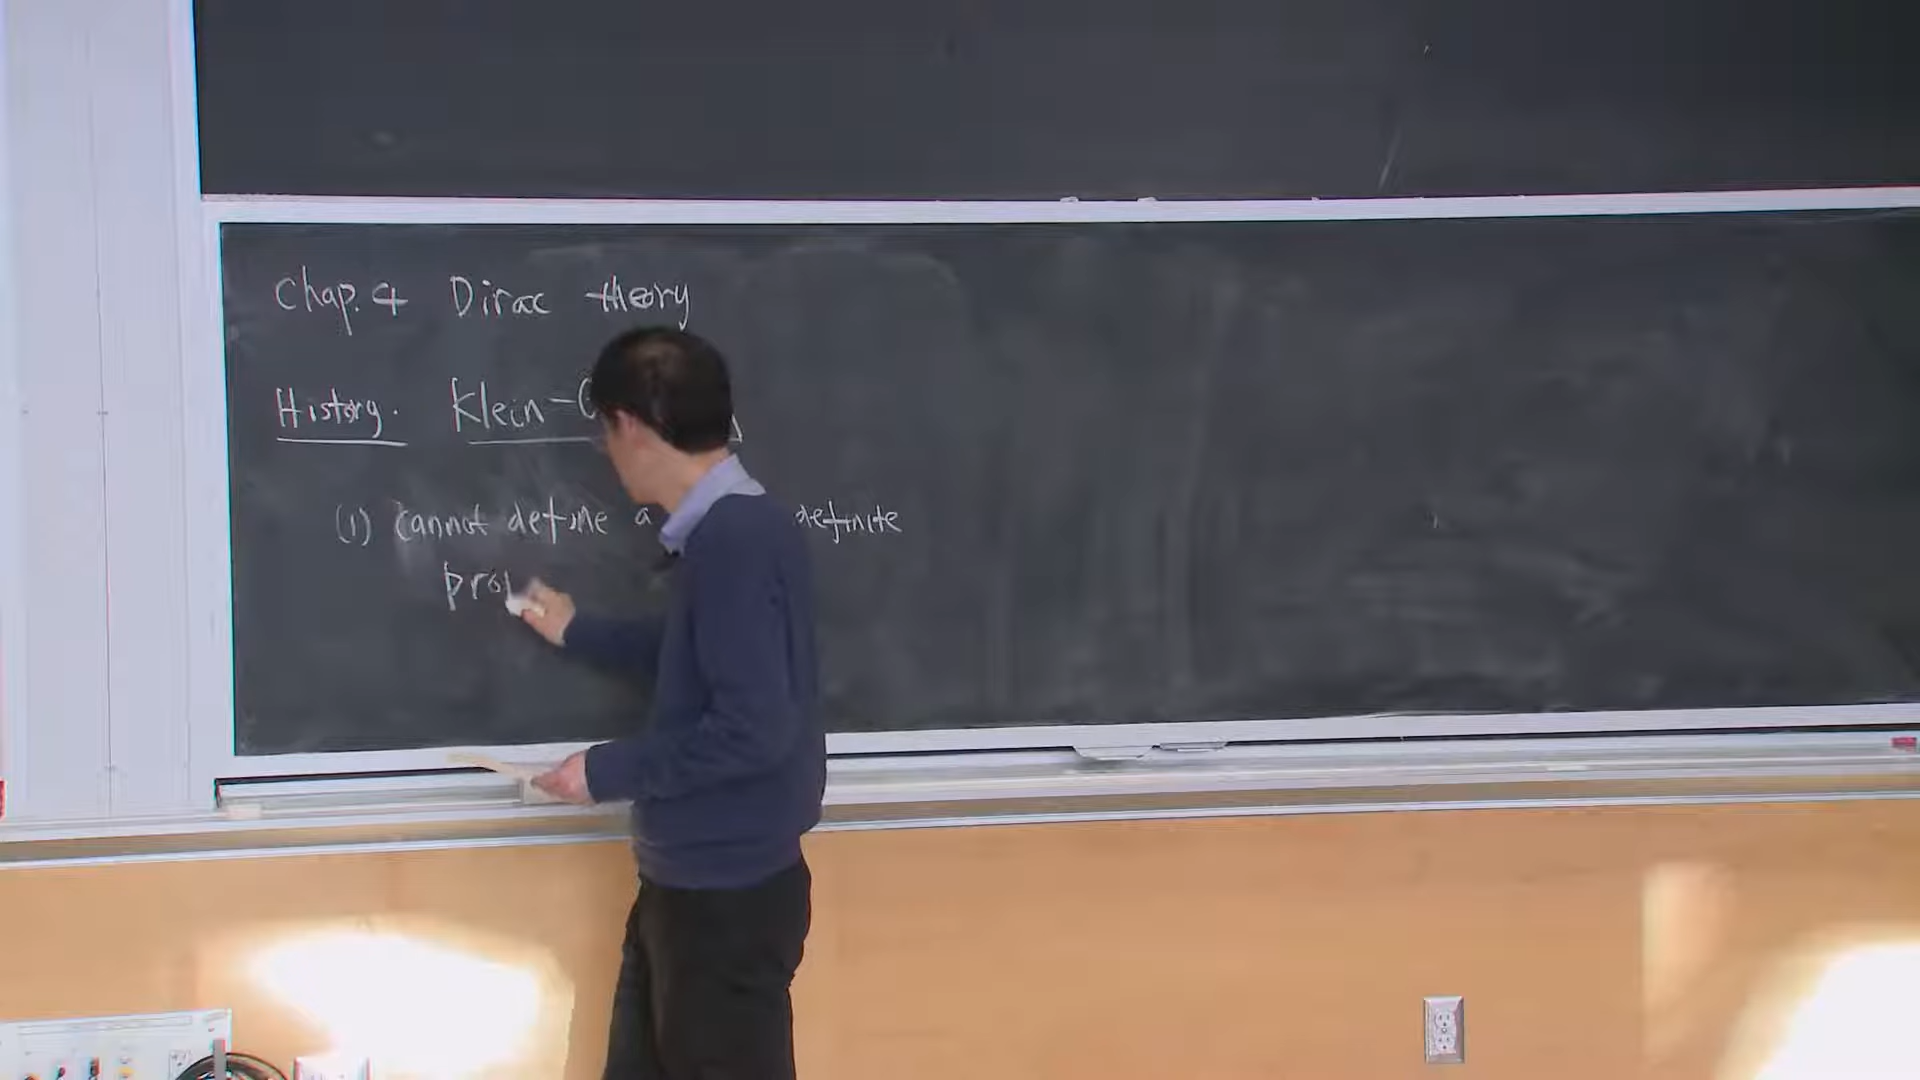 Chap. 4 Dirac theory
History. Klein-G
(1) cannot define a definite
pro